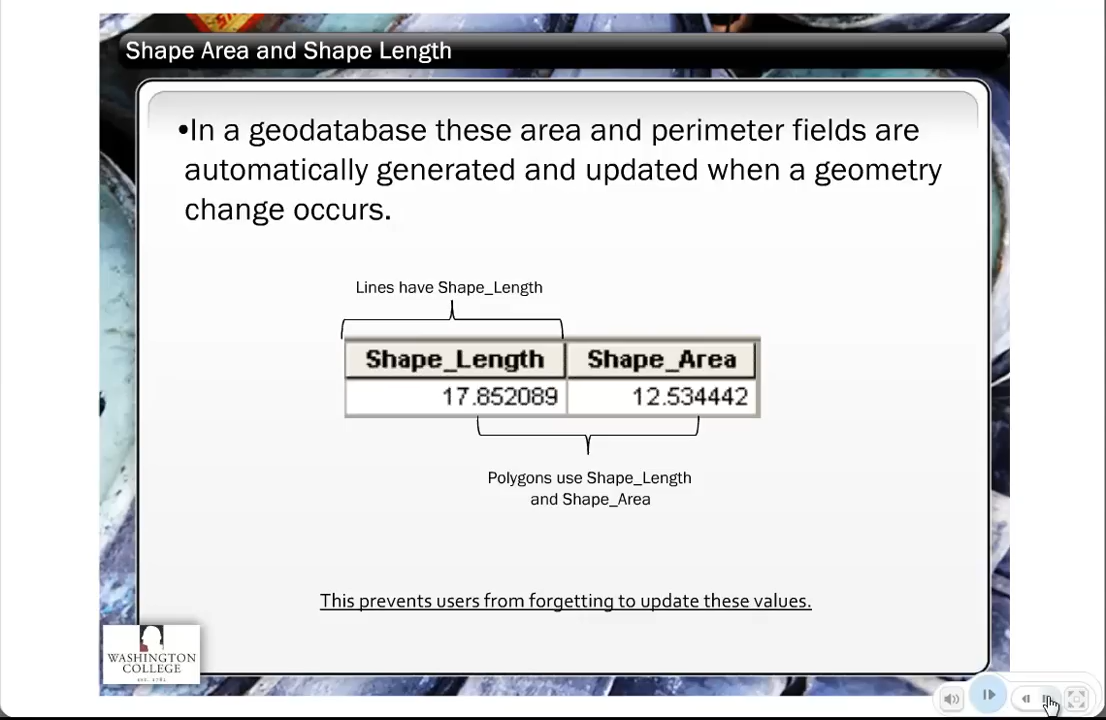 Shape Area and Shape Length
•In a geodatabase these area and perimeter fields are
automatically generated and updated when a geometry
change occurs.
Lines have Shape_Length
Shape_Length Shape_Area
17.852089 12.534442
Polygons use Shape_Length
and Shape_Area
This prevents users from forgetting to update these values.
WASHINGTON
COLLEGE
EST. 1782